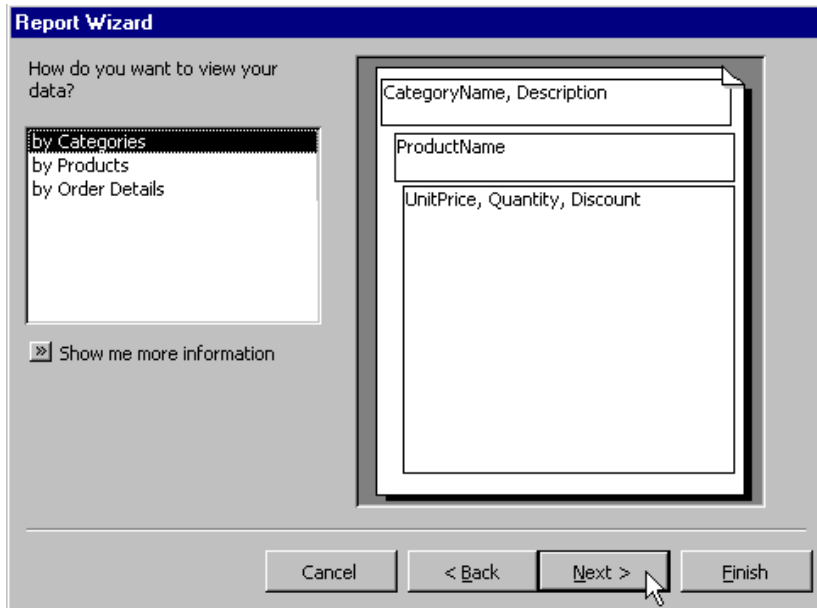 Report Wizard
How do you want to view your
data?
by Categories
by Products
by Order Details
» Show me more information
CategoryName, Description
ProductName
UnitPrice, Quantity, Discount
Cancel
< Back
Next >
Finish